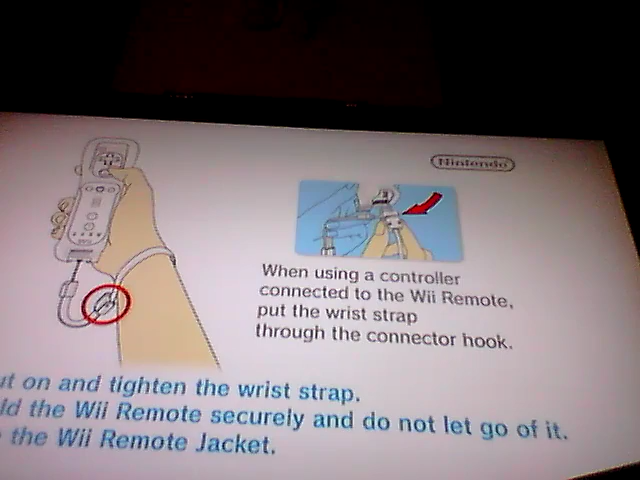 Nintendo
When using a controller
connected to the Wii Remote,
put the wrist strap
through the connector hook.
ut on and tighten the wrist strap.
ld the Wii Remote securely and do not let go of it.
the Wii Remote Jacket.